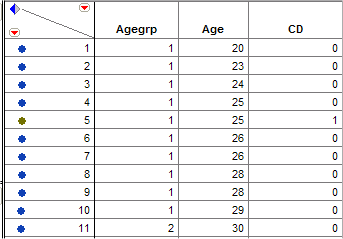 Agegrp Age CD
1 1 20 0
2 1 23 0
3 1 24 0
4 1 25 0
5 1 25 1
6 1 26 0
7 1 26 0
8 1 28 0
9 1 28 0
10 1 29 0
11 2 30 0